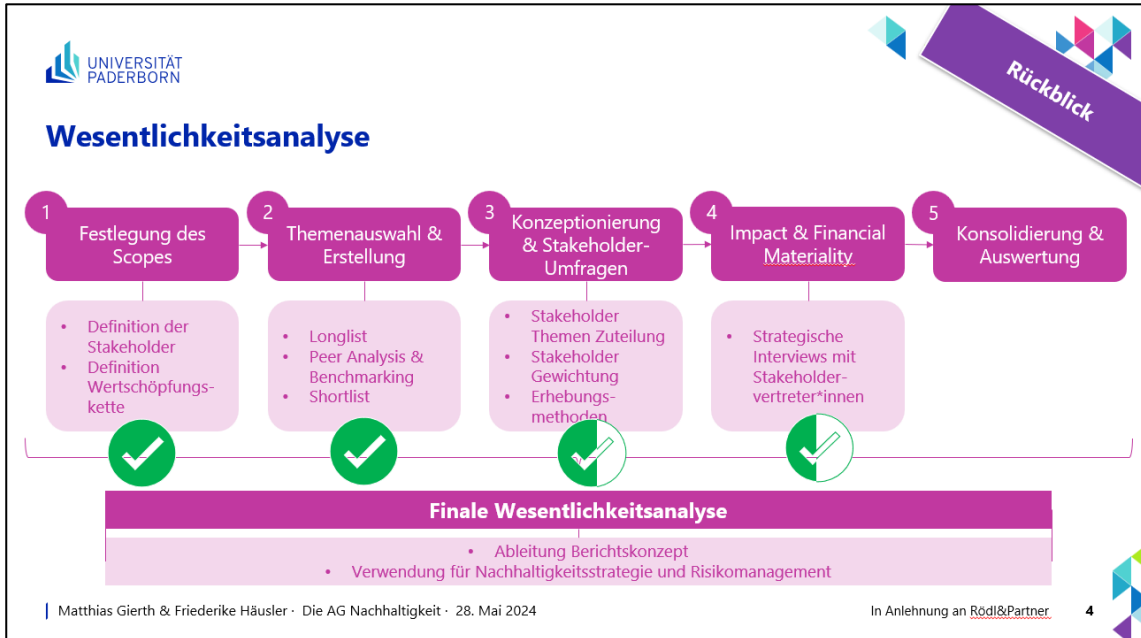 UNIVERSITÄT
PADERBORN
Rückblick
Wesentlichkeitsanalyse
1
Festlegung des
Scopes
2
Themenauswahl &
Erstellung
3
Konzeptionierung
& Stakeholder-
Umfragen
4
Impact & Financial
Materiality
5
Konsolidierung &
Auswertung
• Definition der
Stakeholder
• Definition
Wertschöpfungs-
kette
• Longlist
• Peer Analysis &
Benchmarking
• Shortlist
• Stakeholder
Themen Zuteilung
• Stakeholder
Gewichtung
• Erhebungs-
methoden
• Strategische
Interviews mit
Stakeholder-
vertreter*innen
Finale Wesentlichkeitsanalyse
• Ableitung Berichtskonzept
• Verwendung für Nachhaltigkeitsstrategie und Risikomanagement
Matthias Gierth & Friederike Häusler · Die AG Nachhaltigkeit · 28. Mai 2024
In Anlehnung an Rödl&Partner
4